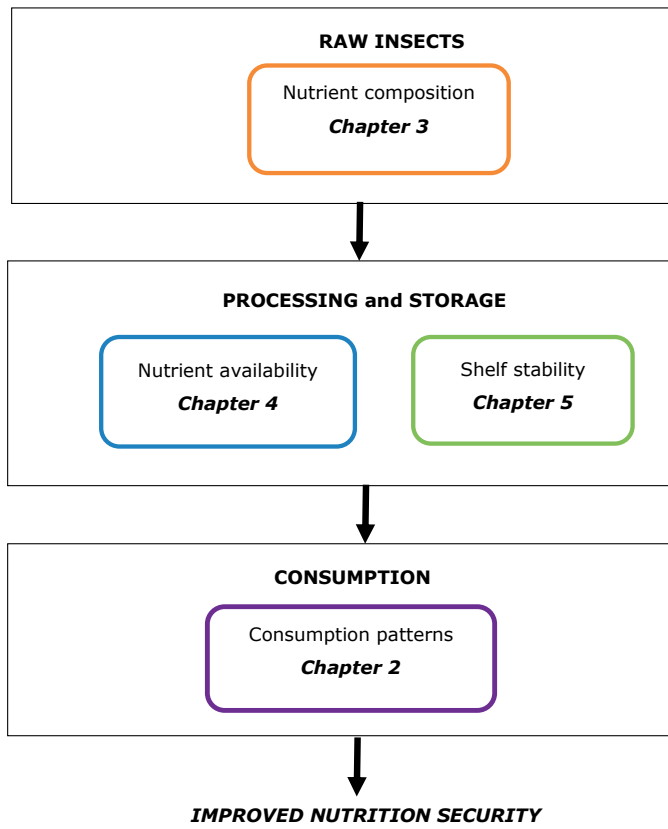 RAW INSECTS
Nutrient composition
Chapter 3
PROCESSING and STORAGE
Nutrient availability
Chapter 4
Shelf stability
Chapter 5
CONSUMPTION
Consumption patterns
Chapter 2
IMPROVED NUTRITION SECURITY